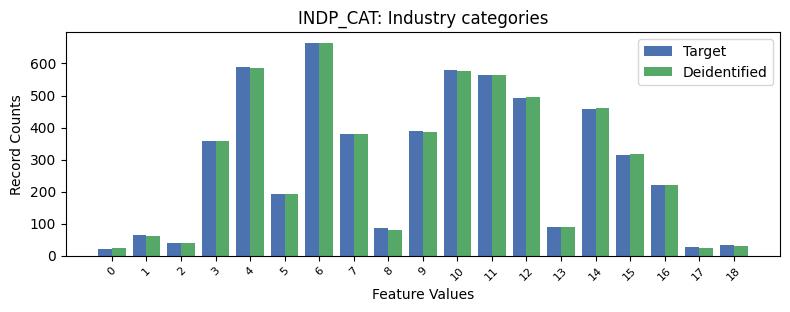 INDP_CAT: Industry categories
Target
Deidentified
Record Counts
600
500
400
300
200
100
0
0 1 2 3 4 5 6 7 8 9 10 11 12 13 14 15 16 17 18
Feature Values